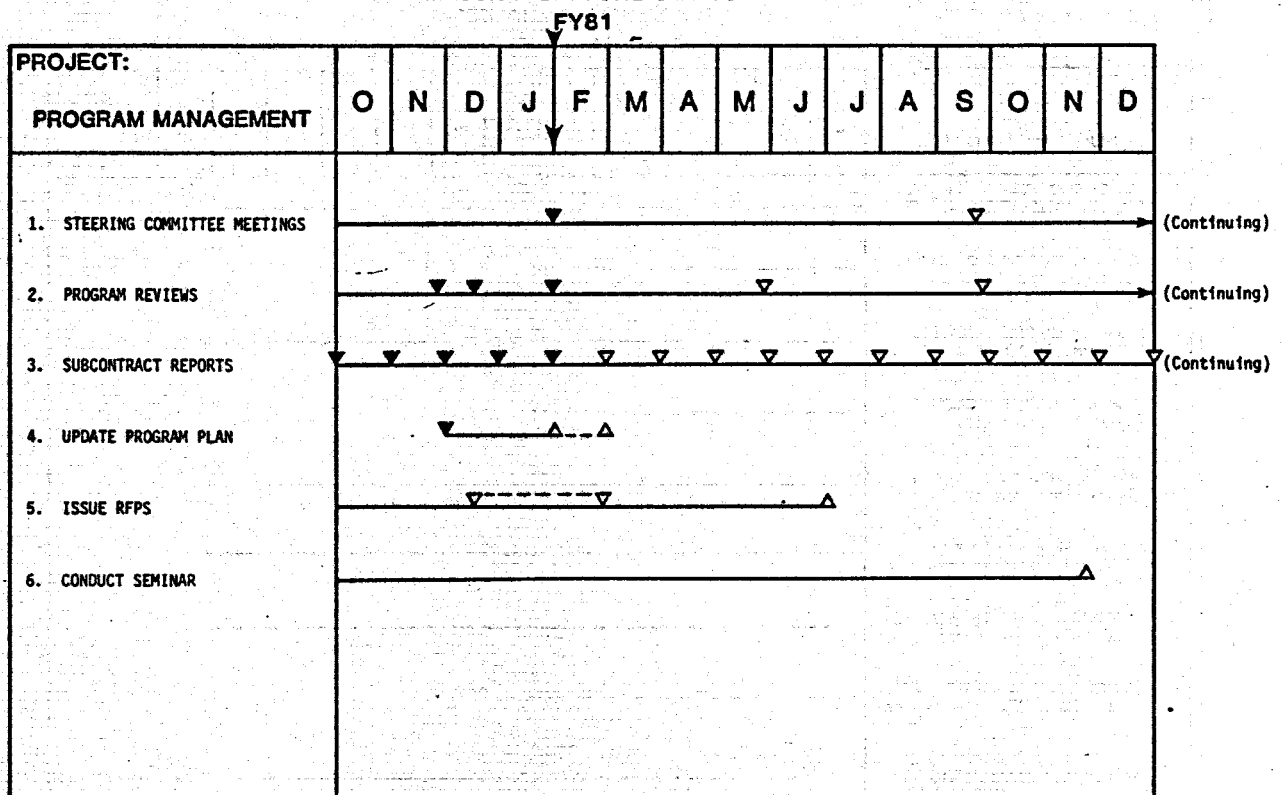 FY81
PROJECT:
PROGRAM MANAGEMENT
O N D J F M A M J J A S O N D
1. STEERING COMMITTEE MEETINGS (Continuing)
2. PROGRAM REVIEWS (Continuing)
3. SUBCONTRACT REPORTS (Continuing)
4. UPDATE PROGRAM PLAN
5. ISSUE RFPS
6. CONDUCT SEMINAR